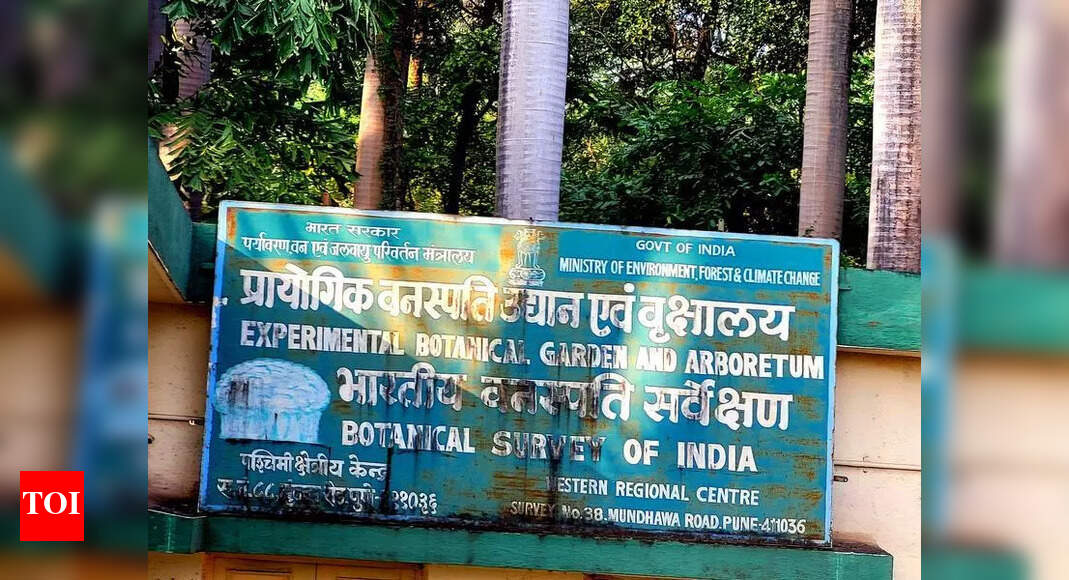 भारत सरकार
पर्यावरण, वन एवं जलवायु परिवर्तन मंत्रालय
GOVT OF INDIA
MINISTRY OF ENVIRONMENT, FOREST & CLIMATE CHANGE
प्रायोगिक वनस्पति उद्यान एवं वृक्षालय
EXPERIMENTAL BOTANICAL GARDEN AND ARBORETUM
भारतीय वनस्पति सर्वेक्षण
BOTANICAL SURVEY OF INDIA
पश्चिमी क्षेत्रीय केन्द्र
WESTERN REGIONAL CENTRE
SURVEY No. 38, MUNDHAWA ROAD, PUNE-411036
TOI